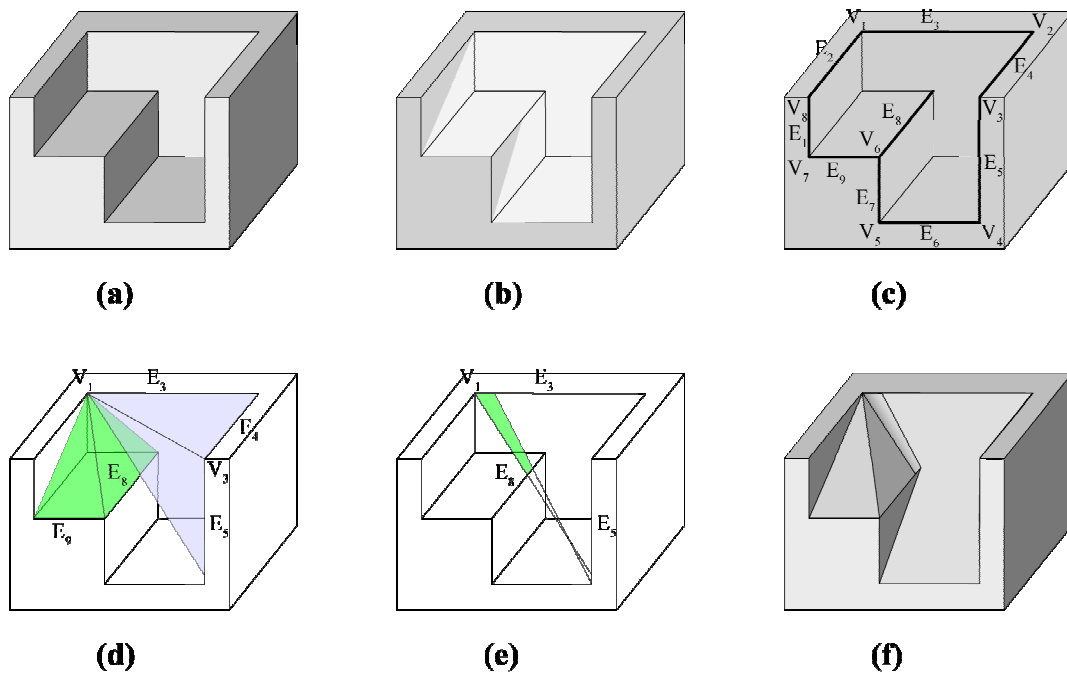 V₁ E₃ V₂
E₂ E₄
V₈ E₈ V₃
E₁ V₆ E₅
V₇ E₉
E₇
V₅ E₆ V₄
(a) (b) (c)
V₁ E₃ V₁ E₃
E₄
E₈ V₃ E₈
E₉ E₅ E₅
(d) (e) (f)